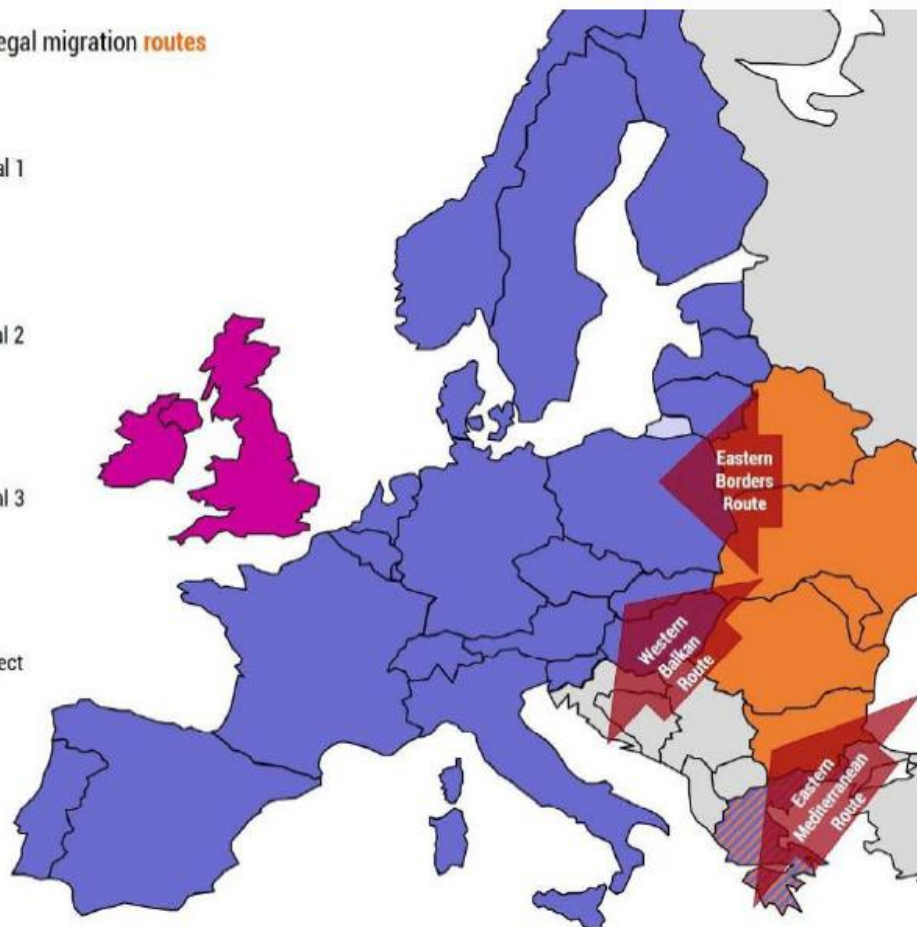 egal migration routes
al 1
al 2
al 3
ect
Eastern
Borders
Route
Western
Balkan
Route
Eastern
Mediterranean
Route